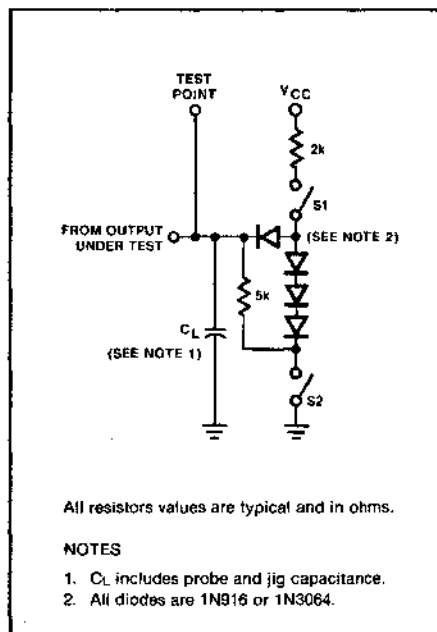 TEST
POINT
VCC
2k
S1
FROM OUTPUT
UNDER TEST
(SEE NOTE 2)
5k
CL
(SEE NOTE 1)
S2
All resistors values are typical and in ohms.
NOTES
1. CL includes probe and jig capacitance.
2. All diodes are 1N916 or 1N3064.